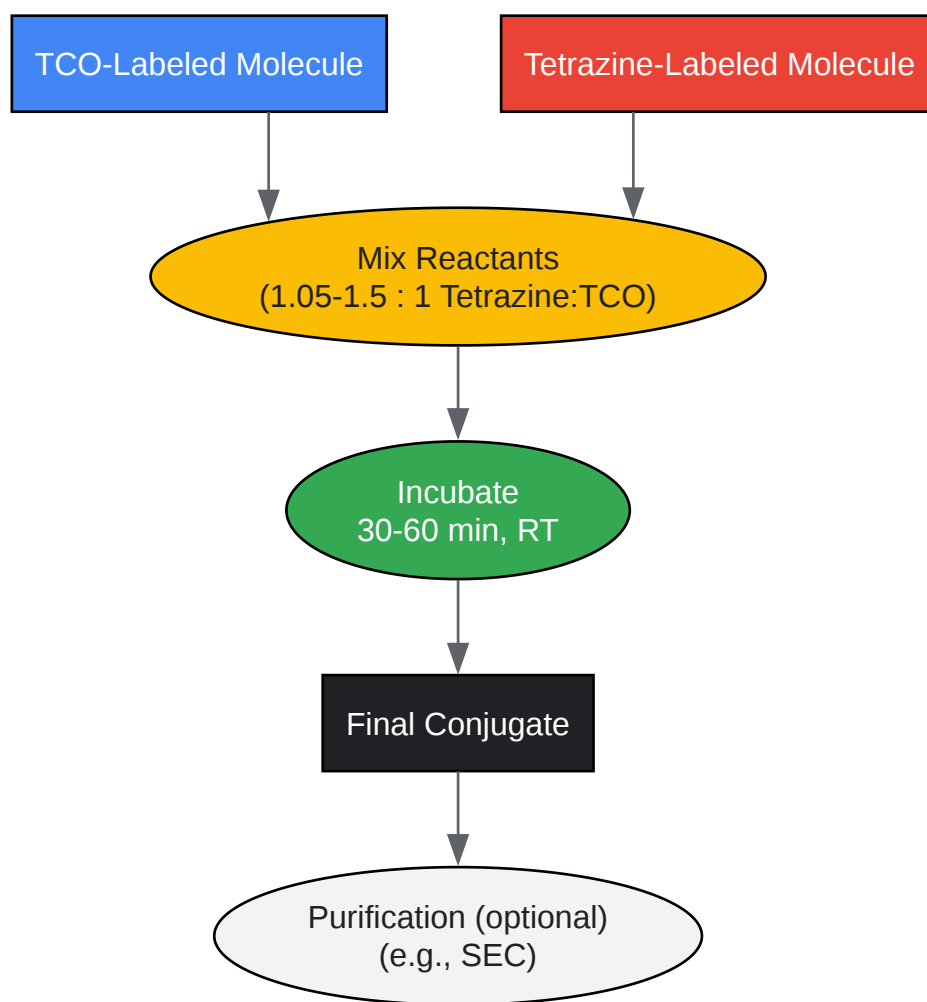 TCO-Labeled Molecule
Tetrazine-Labeled Molecule
Mix Reactants
(1.05-1.5 : 1 Tetrazine:TCO)
Incubate
30-60 min, RT
Final Conjugate
Purification (optional)
(e.g., SEC)